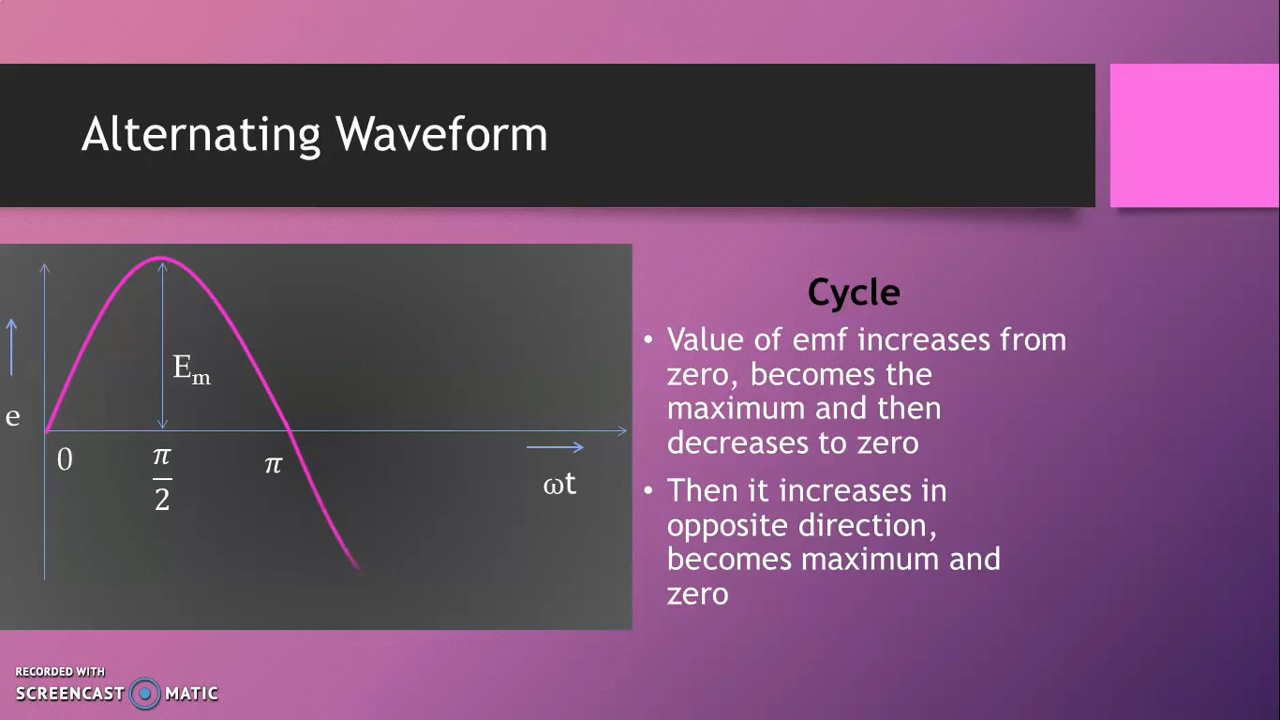 Alternating Waveform
e
E_m
0
π/2
π
ωt
Cycle
• Value of emf increases from
zero, becomes the
maximum and then
decreases to zero
• Then it increases in
opposite direction,
becomes maximum and
zero
RECORDED WITH
SCREENCAST MATIC